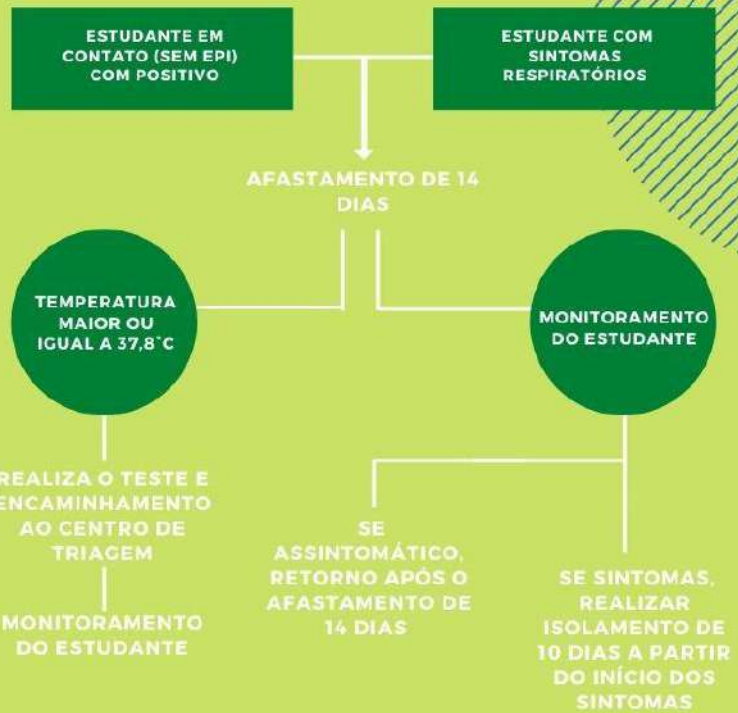 ESTUDANTE EM
CONTATO (SEM EPI)
COM POSITIVO
ESTUDANTE COM
SINTOMAS
RESPIRATÓRIOS
AFASTAMENTO DE 14
DIAS
TEMPERATURA
MAIOR OU
IGUAL A 37,8°C
MONITORAMENTO
DO ESTUDANTE
REALIZA O TESTE E
ENCAMINHAMENTO
AO CENTRO DE
TRIAGEM
MONITORAMENTO
DO ESTUDANTE
SE
ASSINTOMÁTICO,
RETORNO APÓS O
AFASTAMENTO DE
14 DIAS
SE SINTOMAS,
REALIZAR
ISOLAMENTO DE
10 DIAS A PARTIR
DO INÍCIO DOS
SINTOMAS